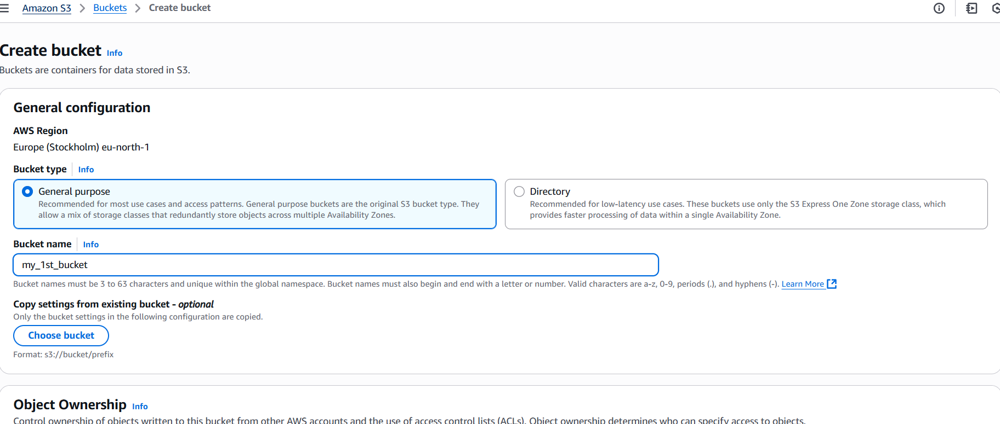 Amazon S3 > Buckets > Create bucket
Create bucket Info
Buckets are containers for data stored in S3.
General configuration
AWS Region
Europe (Stockholm) eu-north-1
Bucket type Info
General purpose
Recommended for most use cases and access patterns. General purpose buckets are the original S3 bucket type. They
allow a mix of storage classes that redundantly store objects across multiple Availability Zones.
Directory
Recommended for low-latency use cases. These buckets use only the S3 Express One Zone storage class, which
provides faster processing of data within a single Availability Zone.
Bucket name Info
my_1st_bucket
Bucket names must be 3 to 63 characters and unique within the global namespace. Bucket names must also begin and end with a letter or number. Valid characters are a-z, 0-9, periods (.), and hyphens (-). Learn More
Copy settings from existing bucket - optional
Only the bucket settings in the following configuration are copied.
Choose bucket
Format: s3://bucket/prefix
Object Ownership Info
Control ownership of objects written to this bucket from other AWS accounts and the use of access control lists (ACLs). Object ownership determines who can specify access to objects.